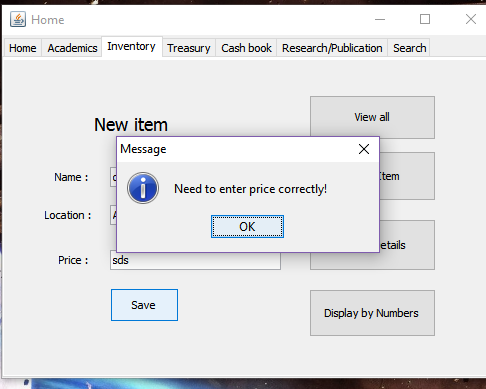 Home
Home Academics Inventory Treasury Cash book Research/Publication Search
New item
View all
Message
Need to enter price correctly!
OK
Name :
Item
Location :
Price :
sds
Save
Display by Numbers